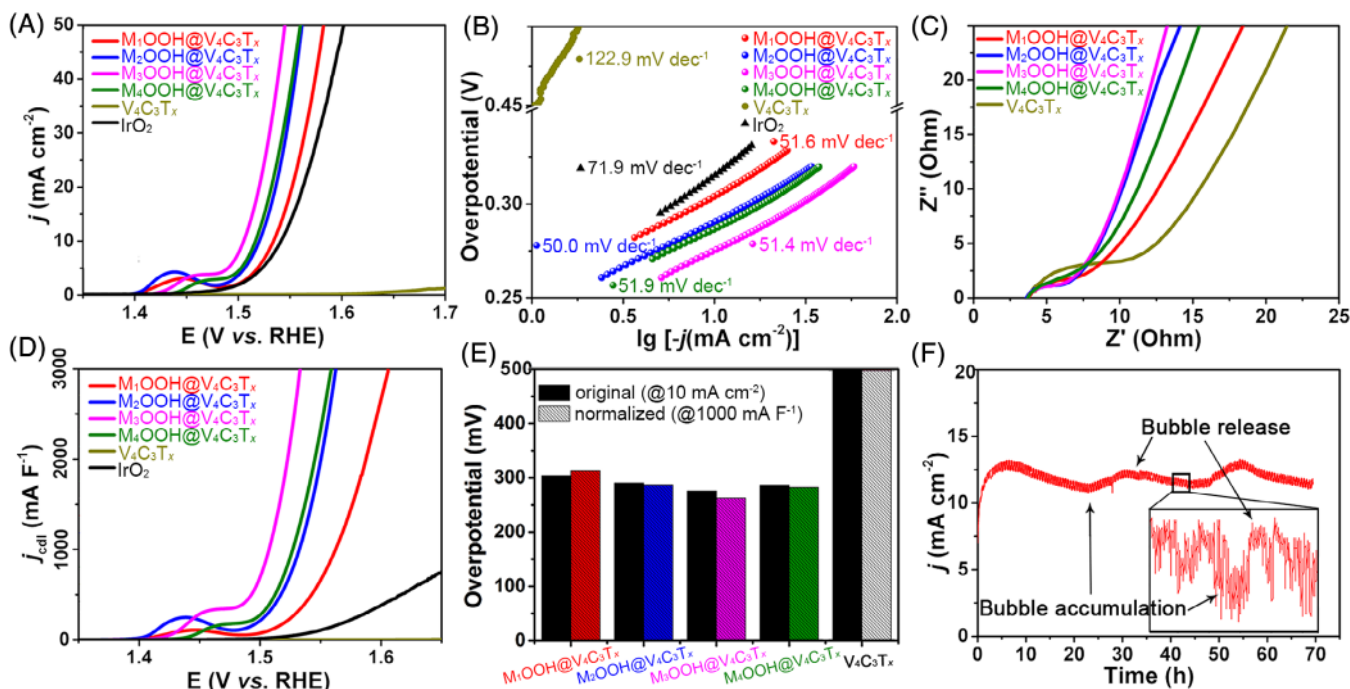 (A)
50
40
30
20
10
0
j (mA cm⁻²)
M₁OOH@V₄C₃Tₓ
M₂OOH@V₄C₃Tₓ
M₃OOH@V₄C₃Tₓ
M₄OOH@V₄C₃Tₓ
V₄C₃Tₓ
IrO₂
1.4 1.5 1.6 1.7
E (V vs. RHE)
(B)
Overpotential (V)
0.45
0.30
0.25
122.9 mV dec⁻¹
M₁OOH@V₄C₃Tₓ
M₂OOH@V₄C₃Tₓ
M₃OOH@V₄C₃Tₓ
M₄OOH@V₄C₃Tₓ
V₄C₃Tₓ
IrO₂
51.6 mV dec⁻¹
71.9 mV dec⁻¹
50.0 mV dec⁻¹
51.4 mV dec⁻¹
51.9 mV dec⁻¹
0.0 0.5 1.0 1.5 2.0
lg [-j(mA cm⁻²)]
(C)
Z'' (Ohm)
20
15
10
5
0
M₁OOH@V₄C₃Tₓ
M₂OOH@V₄C₃Tₓ
M₃OOH@V₄C₃Tₓ
M₄OOH@V₄C₃Tₓ
V₄C₃Tₓ
0 5 10 15 20 25
Z' (Ohm)
(D)
3000
2000
1000
0
j_cdl (mA F⁻¹)
M₁OOH@V₄C₃Tₓ
M₂OOH@V₄C₃Tₓ
M₃OOH@V₄C₃Tₓ
M₄OOH@V₄C₃Tₓ
V₄C₃Tₓ
IrO₂
1.4 1.5 1.6
E (V vs. RHE)
(E)
Overpotential (mV)
500
400
300
200
100
0
original (@10 mA cm⁻²)
normalized (@1000 mA F⁻¹)
M₁OOH@V₄C₃Tₓ
M₂OOH@V₄C₃Tₓ
M₃OOH@V₄C₃Tₓ
M₄OOH@V₄C₃Tₓ
V₄C₃Tₓ
(F)
j (mA cm⁻²)
20
15
10
5
0
Bubble release
Bubble accumulation
0 10 20 30 40 50 60 70
Time (h)